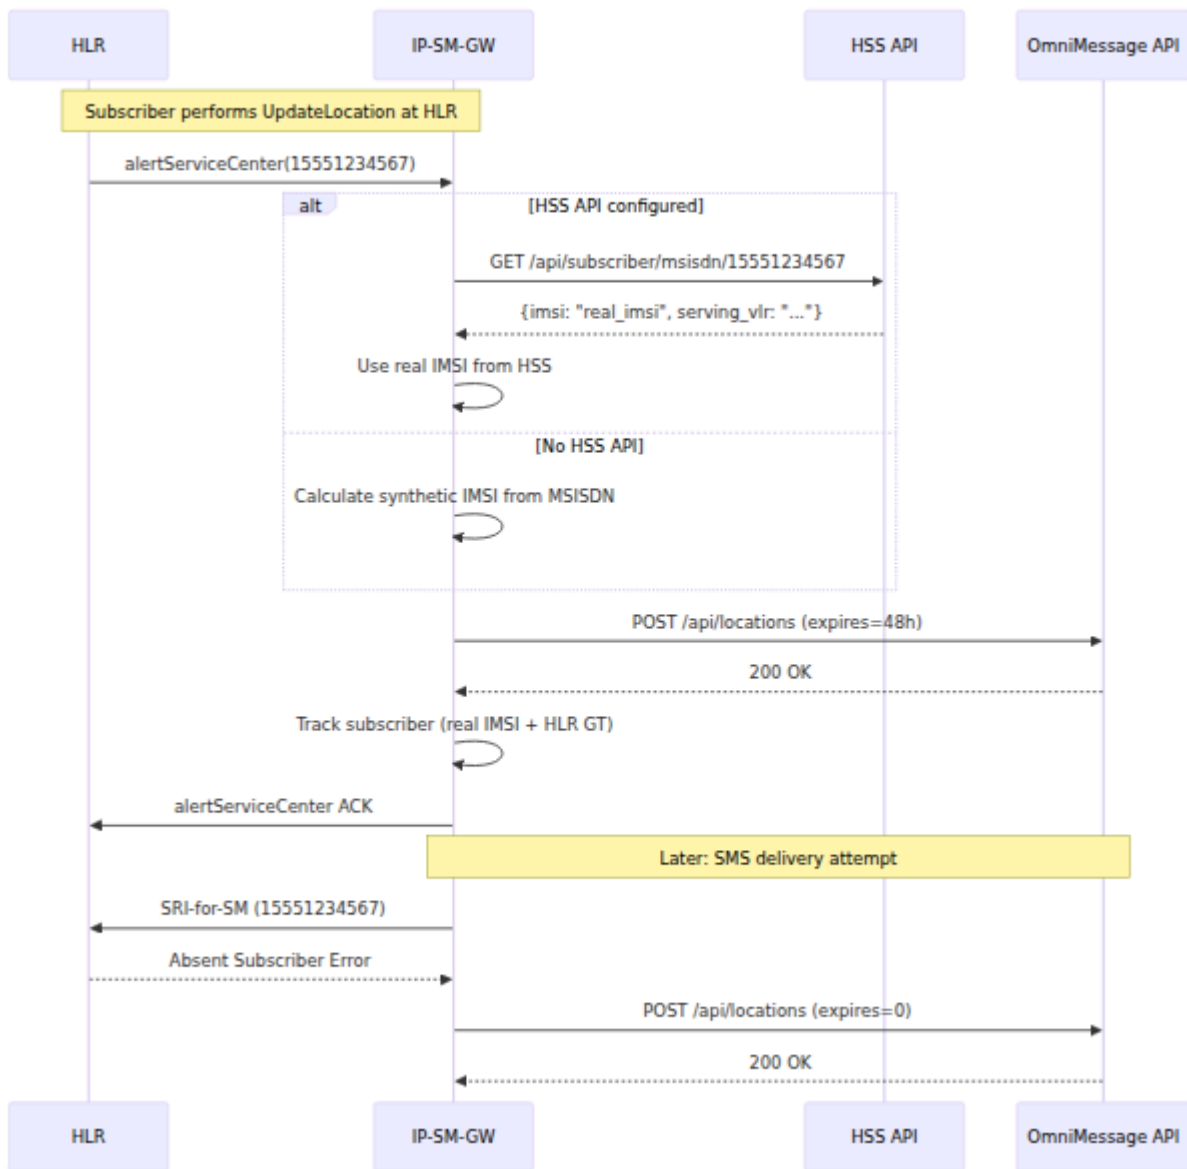 HLR
IP-SM-GW
HSS API
OmniMessage API
Subscriber performs UpdateLocation at HLR
alertServiceCenter(15551234567)
alt
[HSS API configured]
GET /api/subscriber/msisdn/15551234567
{imsi: "real_imsi", serving_vlr: "..."}
Use real IMSI from HSS
[No HSS API]
Calculate synthetic IMSI from MSISDN
POST /api/locations (expires=48h)
200 OK
Track subscriber (real IMSI + HLR GT)
alertServiceCenter ACK
Later: SMS delivery attempt
SRI-for-SM (15551234567)
Absent Subscriber Error
POST /api/locations (expires=0)
200 OK
HLR
IP-SM-GW
HSS API
OmniMessage API